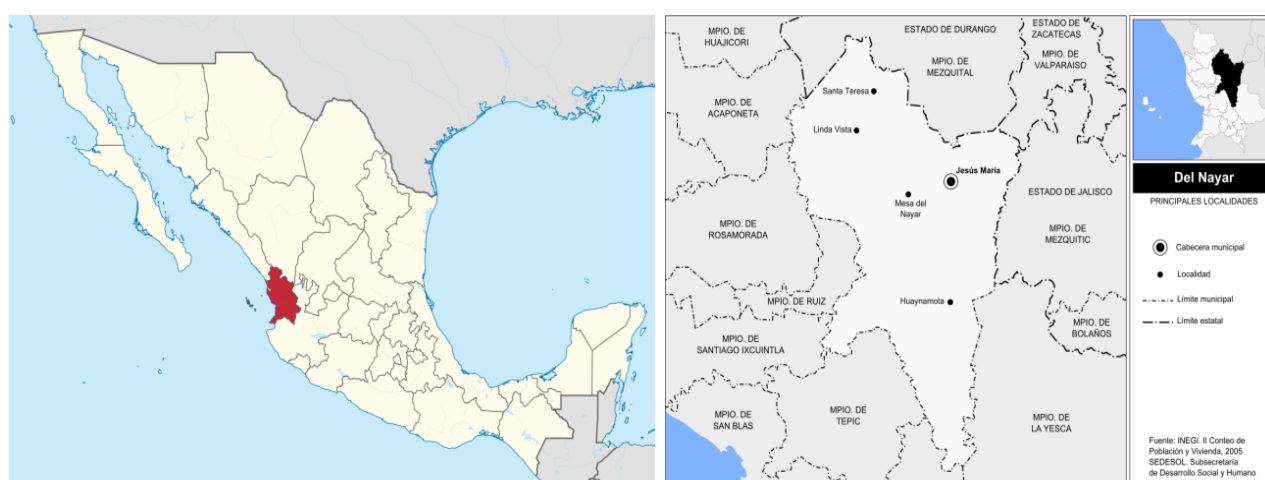 MPIO. DE
HUAJICORI
ESTADO DE DURANGO
MPIO. DE
MEZQUITAL
ESTADO DE
ZACATECAS
MPIO. DE
VALPARAISO
MPIO. DE
ACAPONETA
Santa Teresa
Linda Vista
Jesús María
Mesa del
Nayar
ESTADO DE JALISCO
MPIO. DE
MEZQUITIC
MPIO. DE
ROSAMORADA
MPIO. DE RUIZ
Huaynamota
MPIO. DE
BOLAÑOS
MPIO. DE
SANTIAGO IXCUINTLA
MPIO. DE
SAN BLAS
MPIO. DE
TEPIC
MPIO. DE
LA YESCA
Del Nayar
PRINCIPALES LOCALIDADES
Cabecera municipal
Localidad
Límite municipal
Límite estatal
Fuente: INEGI. II Conteo de
Población y Vivienda, 2005
SEDESOL. Subsecretaría
de Desarrollo Social y Humano